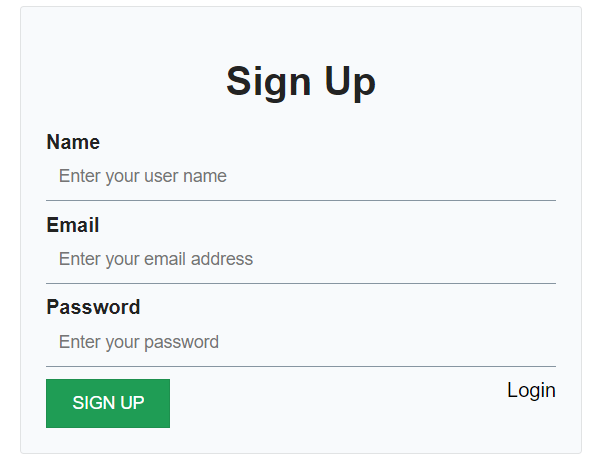 Sign Up
Name
Enter your user name
Email
Enter your email address
Password
Enter your password
SIGN UP
Login